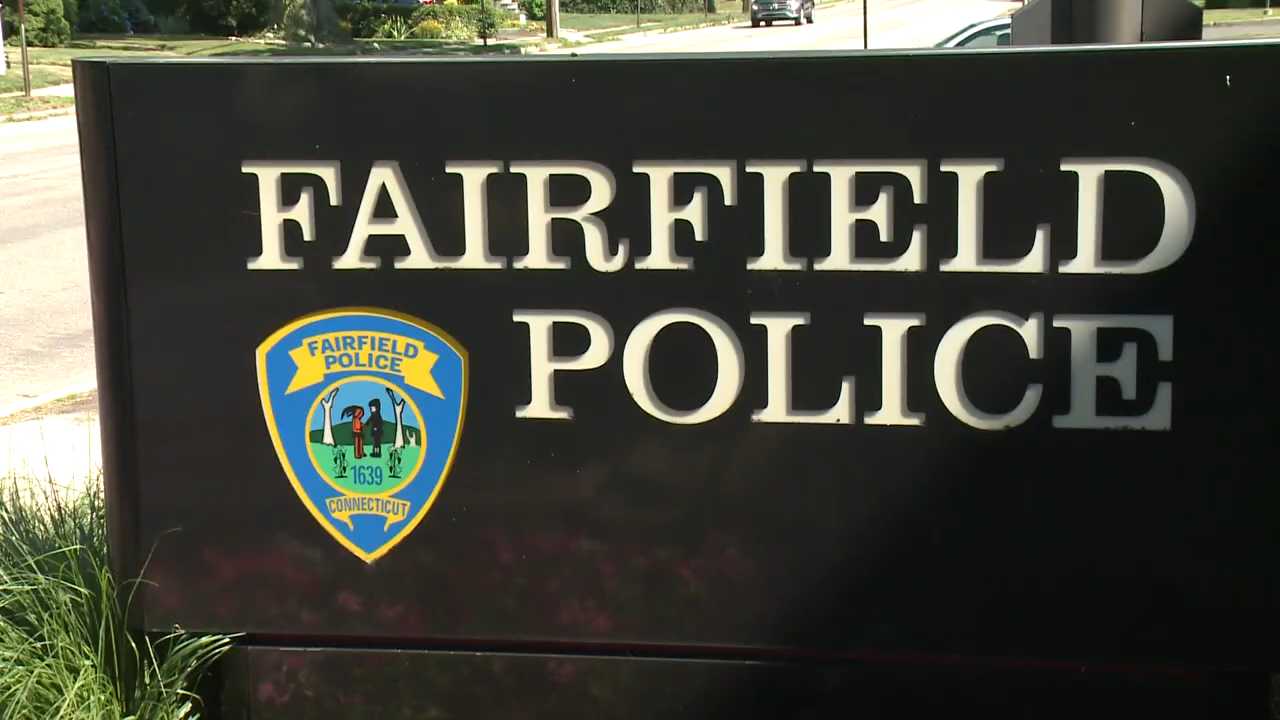 FAIRFIELD
POLICE
FAIRFIELD
POLICE
1639
CONNECTICUT